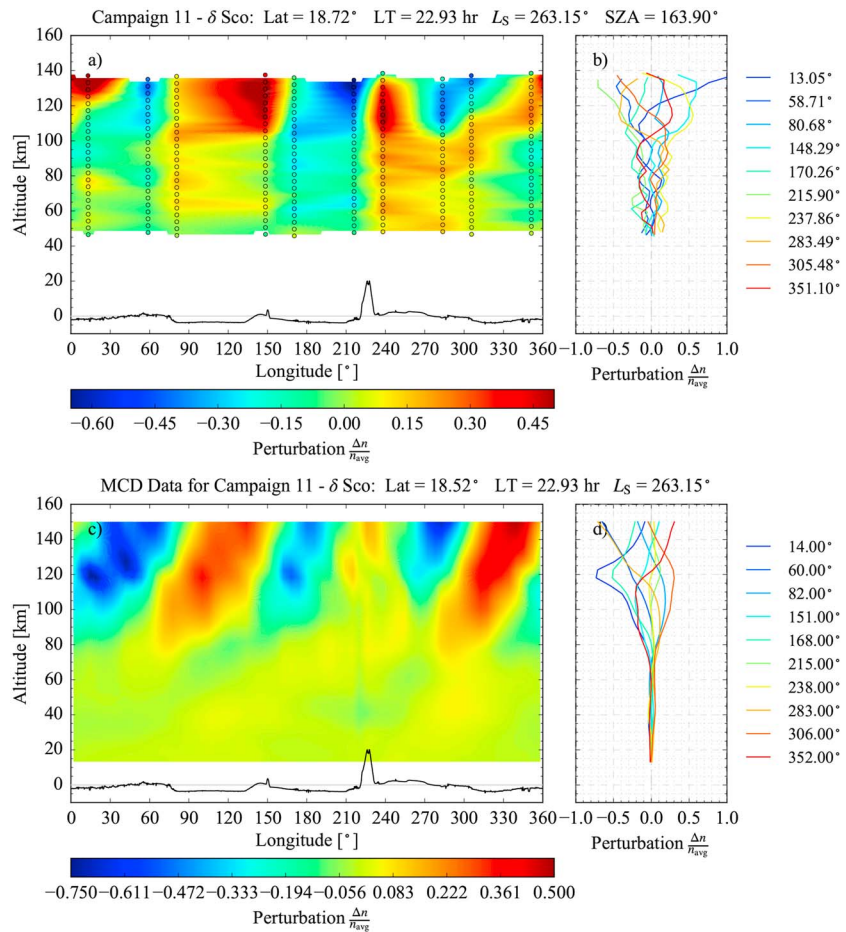 Campaign 11 - δ Sco: Lat = 18.72° LT = 22.93 hr L_S = 263.15° SZA = 163.90°
a)
b)
160
140
120
100
80
60
40
20
0
Altitude [km]
0 30 60 90 120 150 180 210 240 270 300 330 360
Longitude [°]
−1.0 −0.5 0.0 0.5 1.0
Perturbation Δn/n_avg
13.05°
58.71°
80.68°
148.29°
170.26°
215.90°
237.86°
283.49°
305.48°
351.10°
−0.60 −0.45 −0.30 −0.15 0.00 0.15 0.30 0.45
Perturbation Δn/n_avg
MCD Data for Campaign 11 - δ Sco: Lat = 18.52° LT = 22.93 hr L_S = 263.15°
c)
d)
160
140
120
100
80
60
40
20
0
Altitude [km]
0 30 60 90 120 150 180 210 240 270 300 330 360
Longitude [°]
−1.0 −0.5 0.0 0.5 1.0
Perturbation Δn/n_avg
14.00°
60.00°
82.00°
151.00°
168.00°
215.00°
238.00°
283.00°
306.00°
352.00°
−0.750 −0.611 −0.472 −0.333 −0.194 −0.056 0.083 0.222 0.361 0.500
Perturbation Δn/n_avg